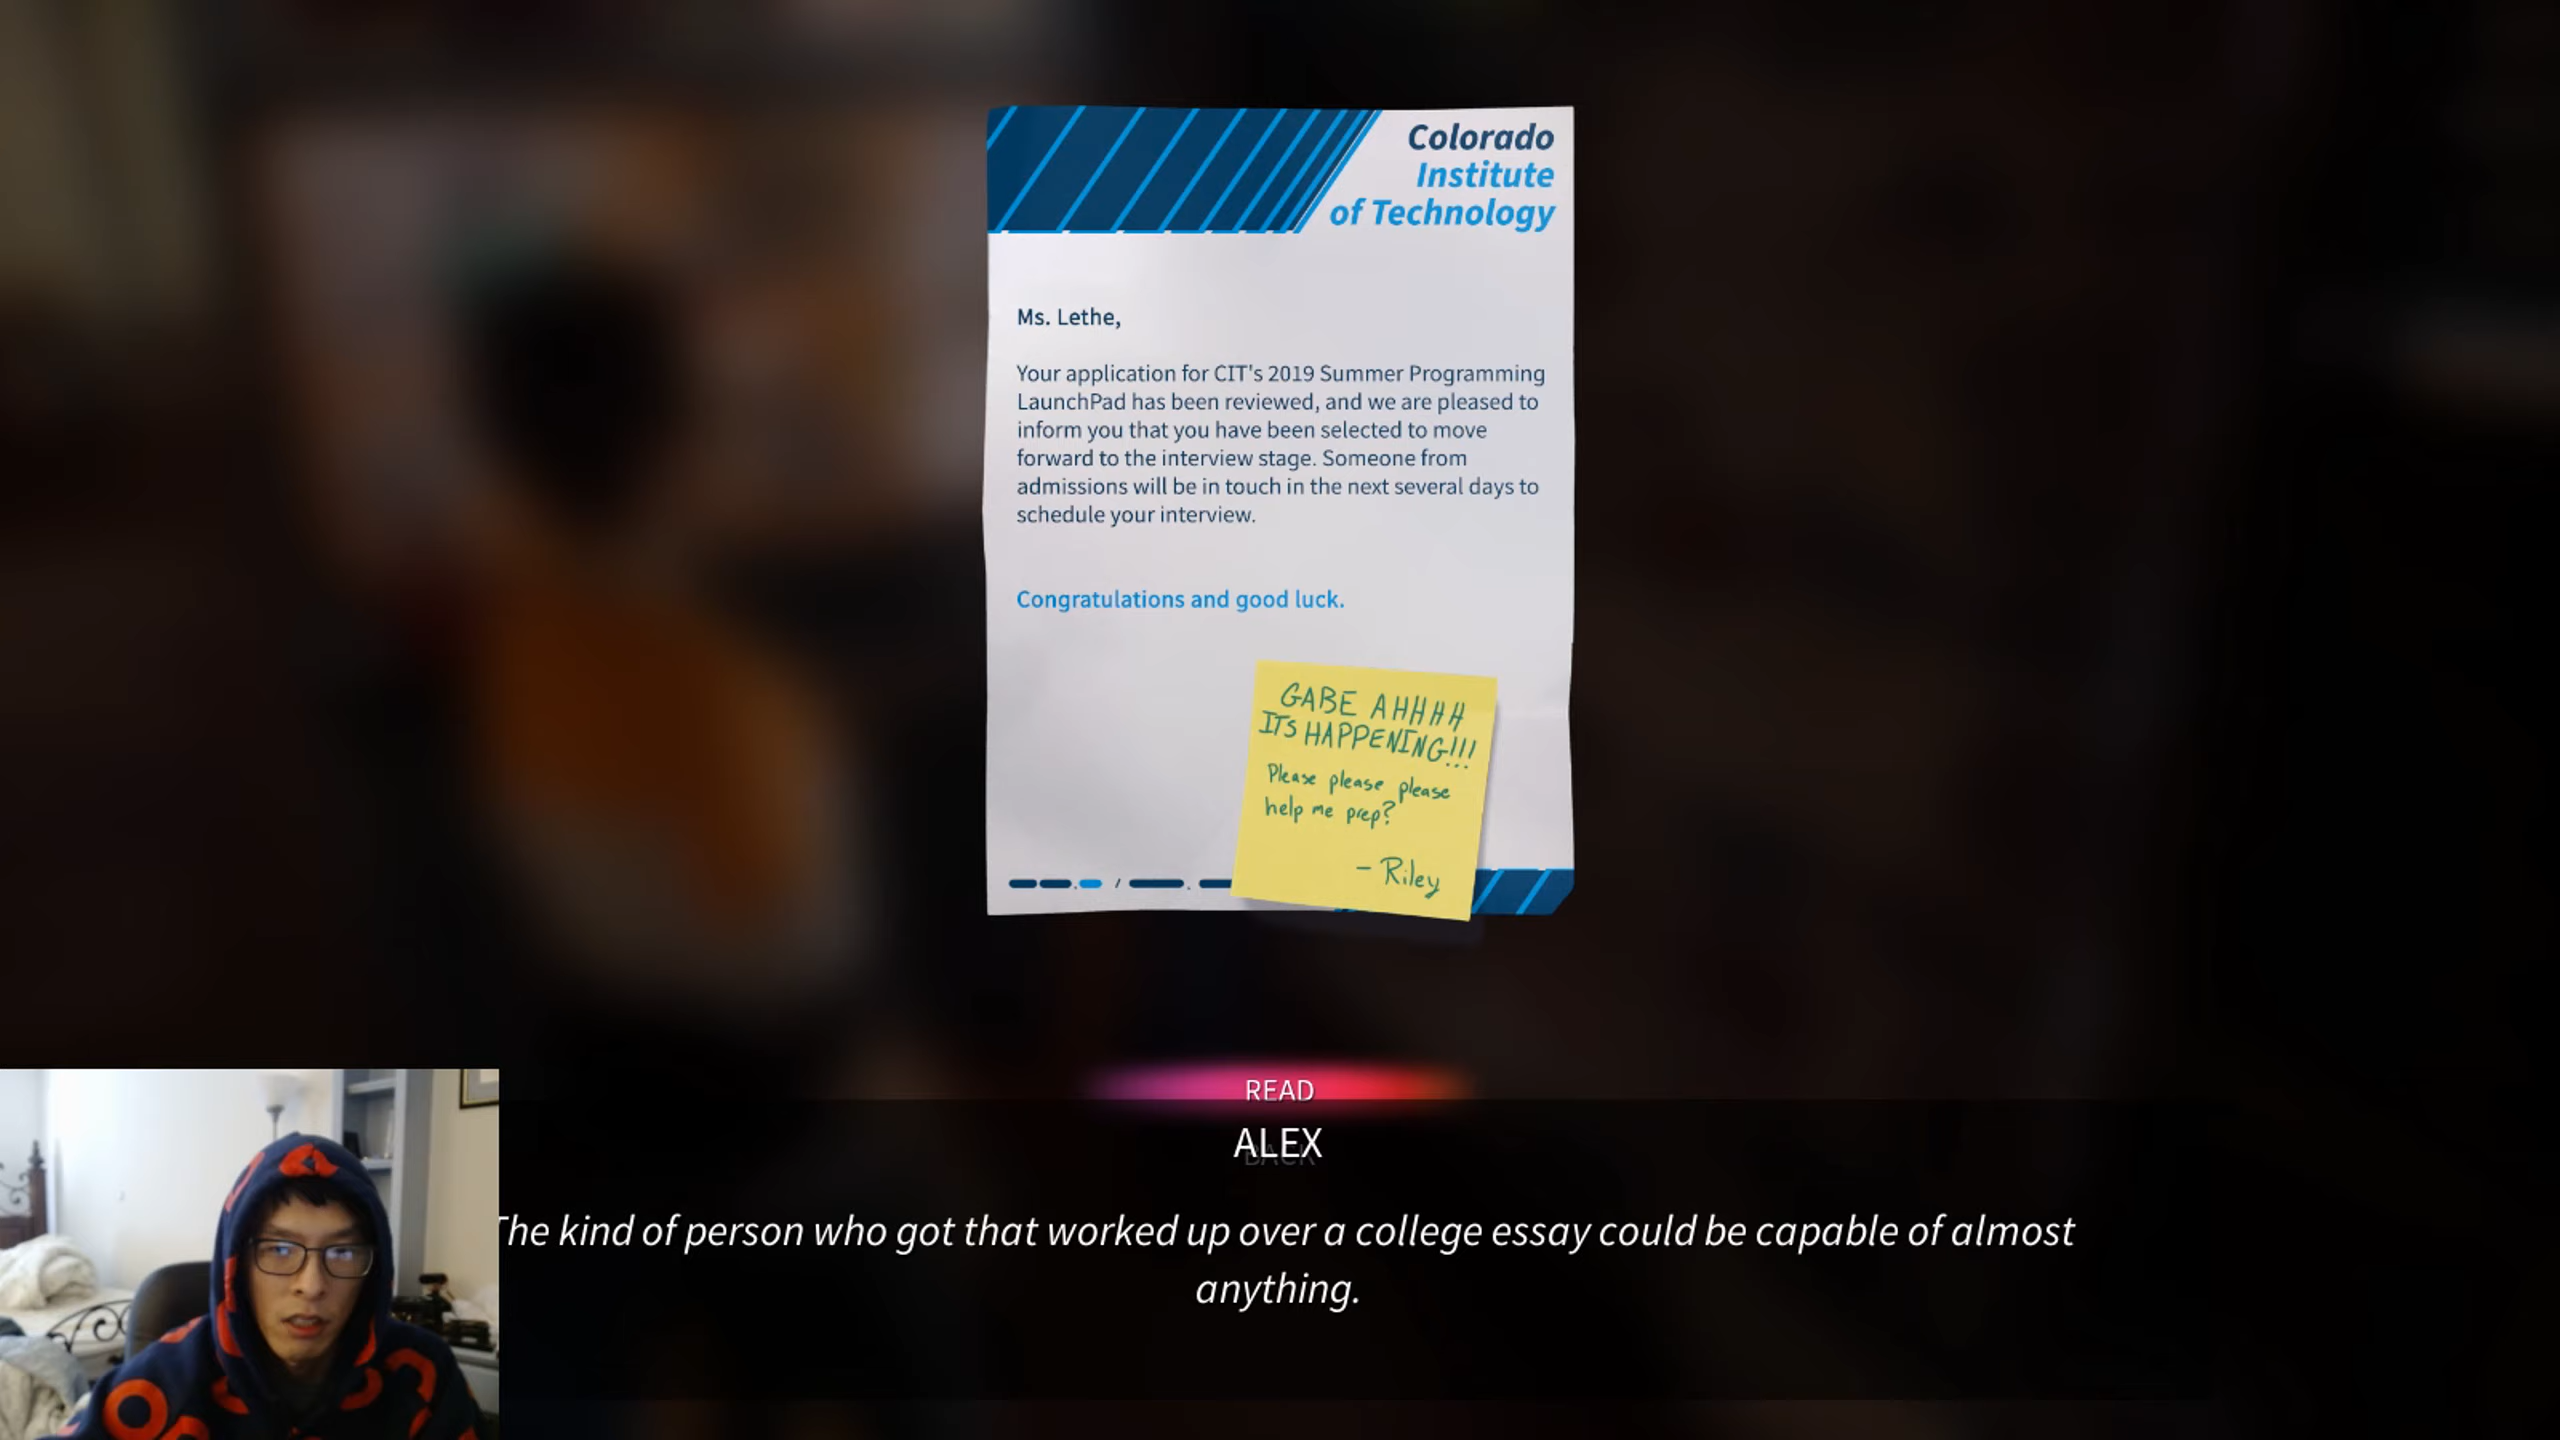 Colorado
Institute
of Technology
Ms. Lethe,
Your application for CIT's 2019 Summer Programming
LaunchPad has been reviewed, and we are pleased to
inform you that you have been selected to move
forward to the interview stage. Someone from
admissions will be in touch in the next several days to
schedule your interview.
Congratulations and good luck.
GABE AHHHH
ITS HAPPENING!!!
Please please please
help me prep?
- Riley
READ
ALEX
BACK
The kind of person who got that worked up over a college essay could be capable of almost
anything.